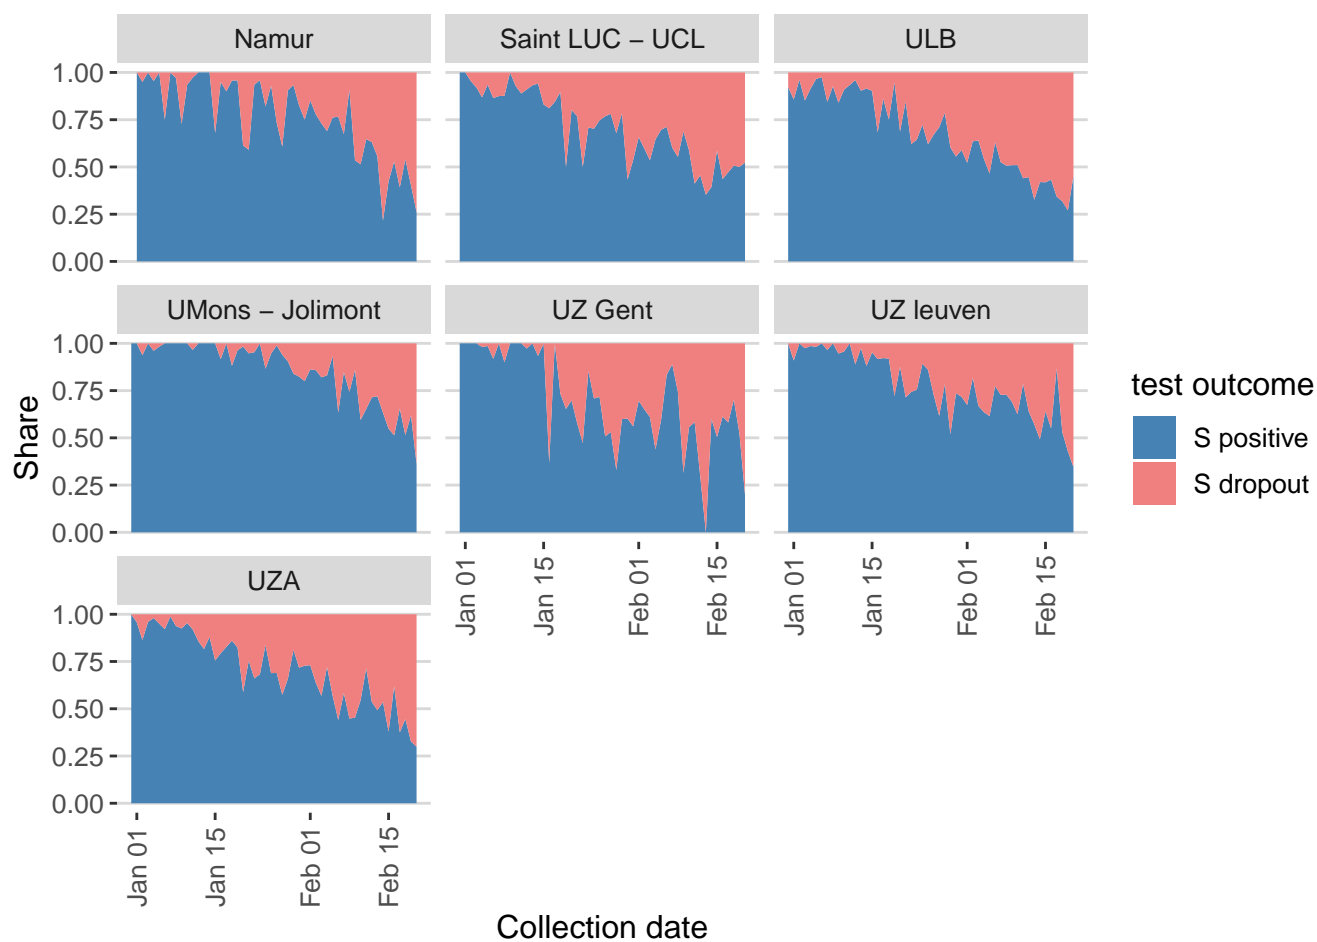 Namur
Saint LUC – UCL
ULB
1.00
0.75
0.50
0.25
0.00
UMons – Jolimont
UZ Gent
UZ leuven
1.00
0.75
0.50
0.25
0.00
Jan 01
Jan 15
Feb 01
Feb 15
Jan 01
Jan 15
Feb 01
Feb 15
UZA
1.00
0.75
0.50
0.25
0.00
Jan 01
Jan 15
Feb 01
Feb 15
Share
Collection date
test outcome
S positive
S dropout